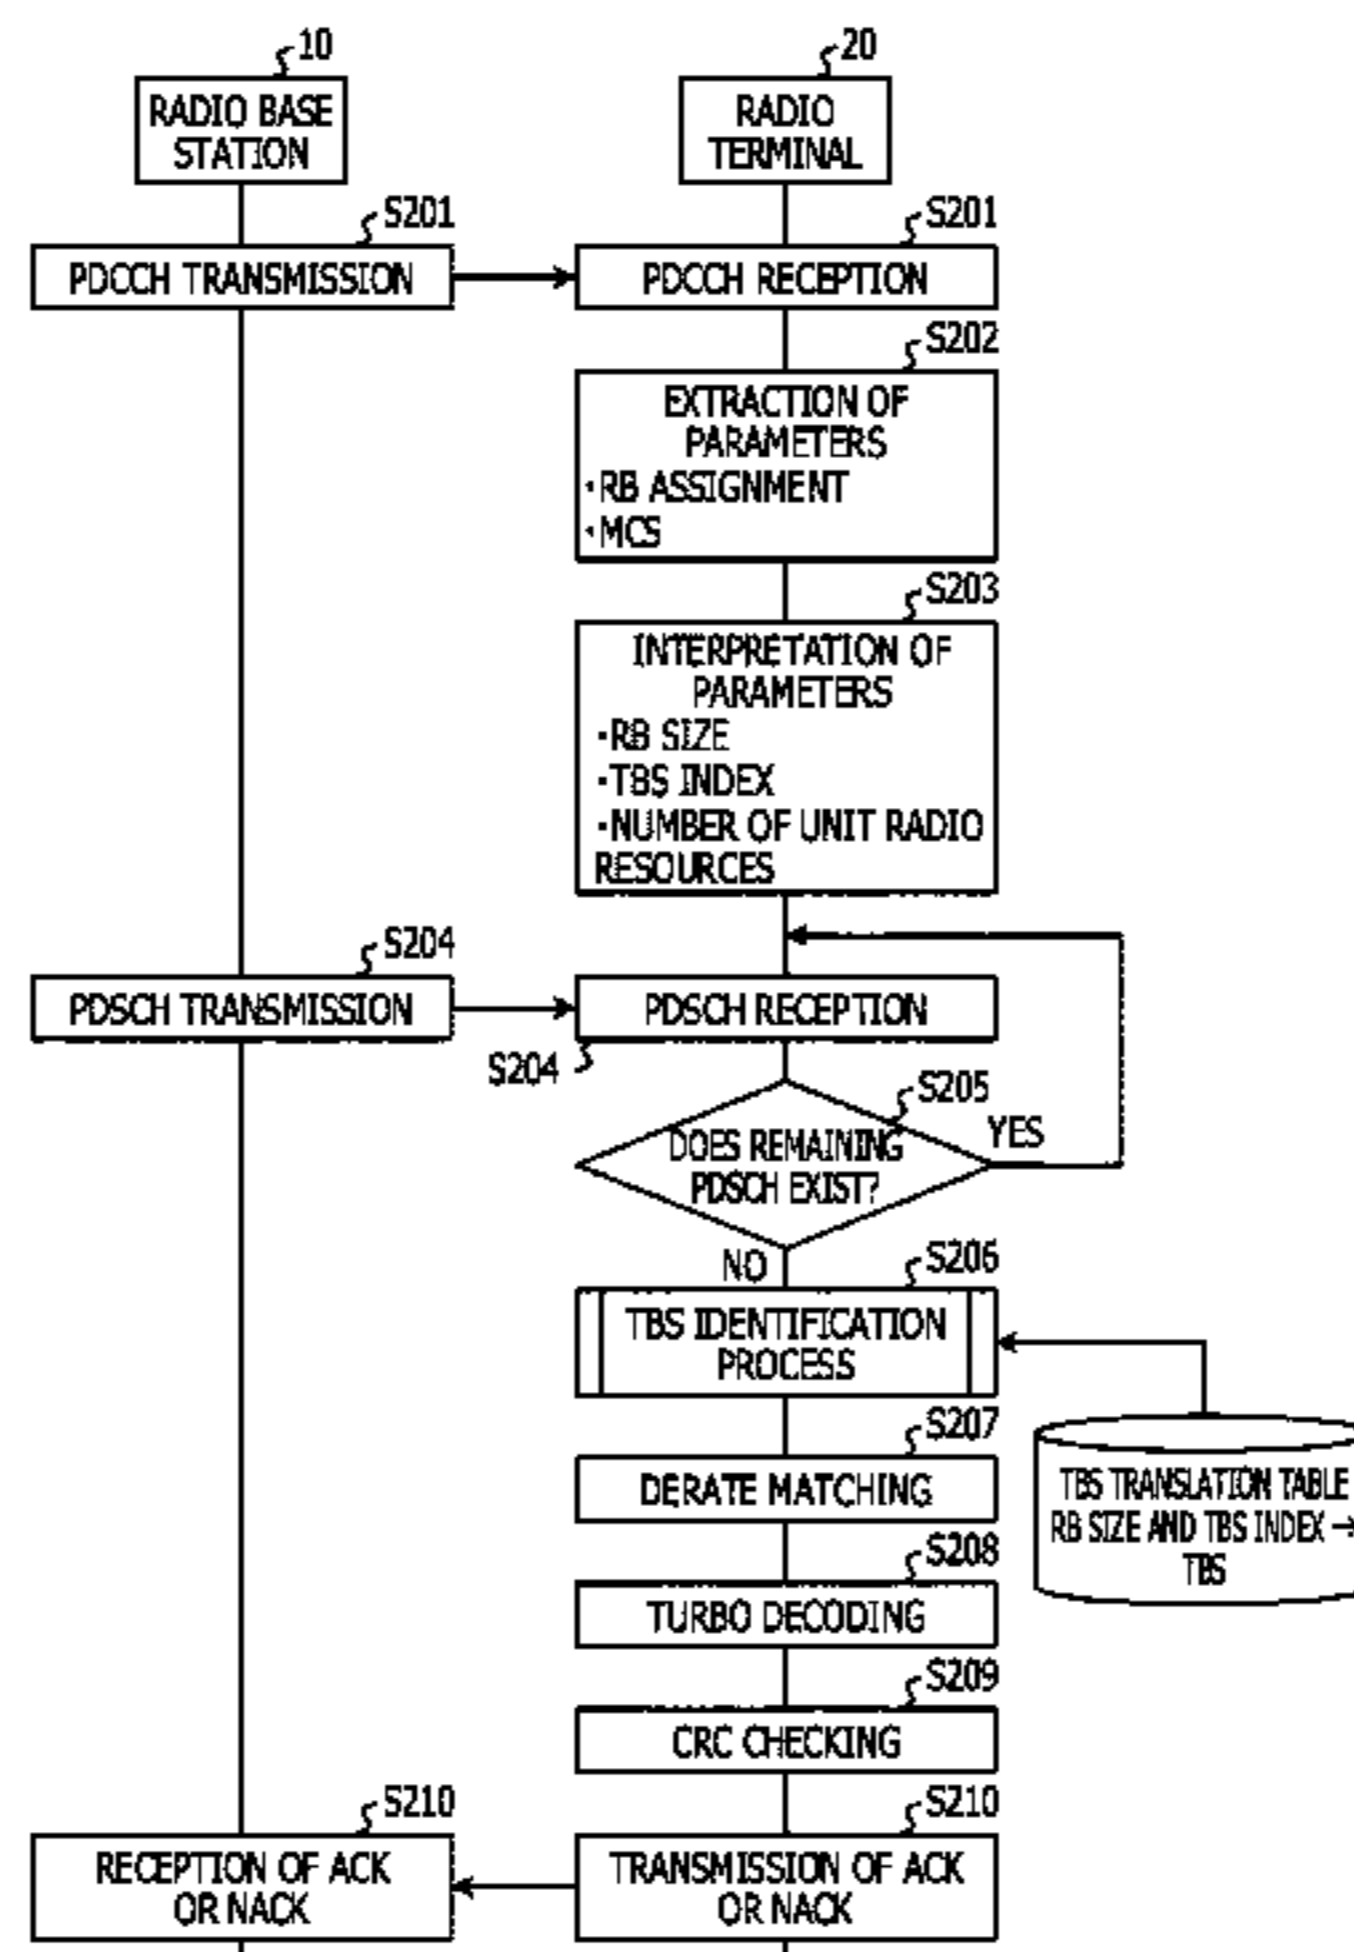 10
20
RADIO BASE
STATION
RADIO
TERMINAL
S201
S201
PDCCH TRANSMISSION
PDCCH RECEPTION
S202
EXTRACTION OF
PARAMETERS
·RB ASSIGNMENT
·MCS
S203
INTERPRETATION OF
PARAMETERS
·RB SIZE
·TBS INDEX
·NUMBER OF UNIT RADIO
RESOURCES
S204
PDSCH TRANSMISSION
PDSCH RECEPTION
S204
S205
DOES REMAINING
PDSCH EXIST?
YES
NO
S206
TBS IDENTIFICATION
PROCESS
S207
DERATE MATCHING
TBS TRANSLATION TABLE
RB SIZE AND TBS INDEX →
TBS
S208
TURBO DECODING
S209
CRC CHECKING
S210
S210
RECEPTION OF ACK
OR NACK
TRANSMISSION OF ACK
OR NACK